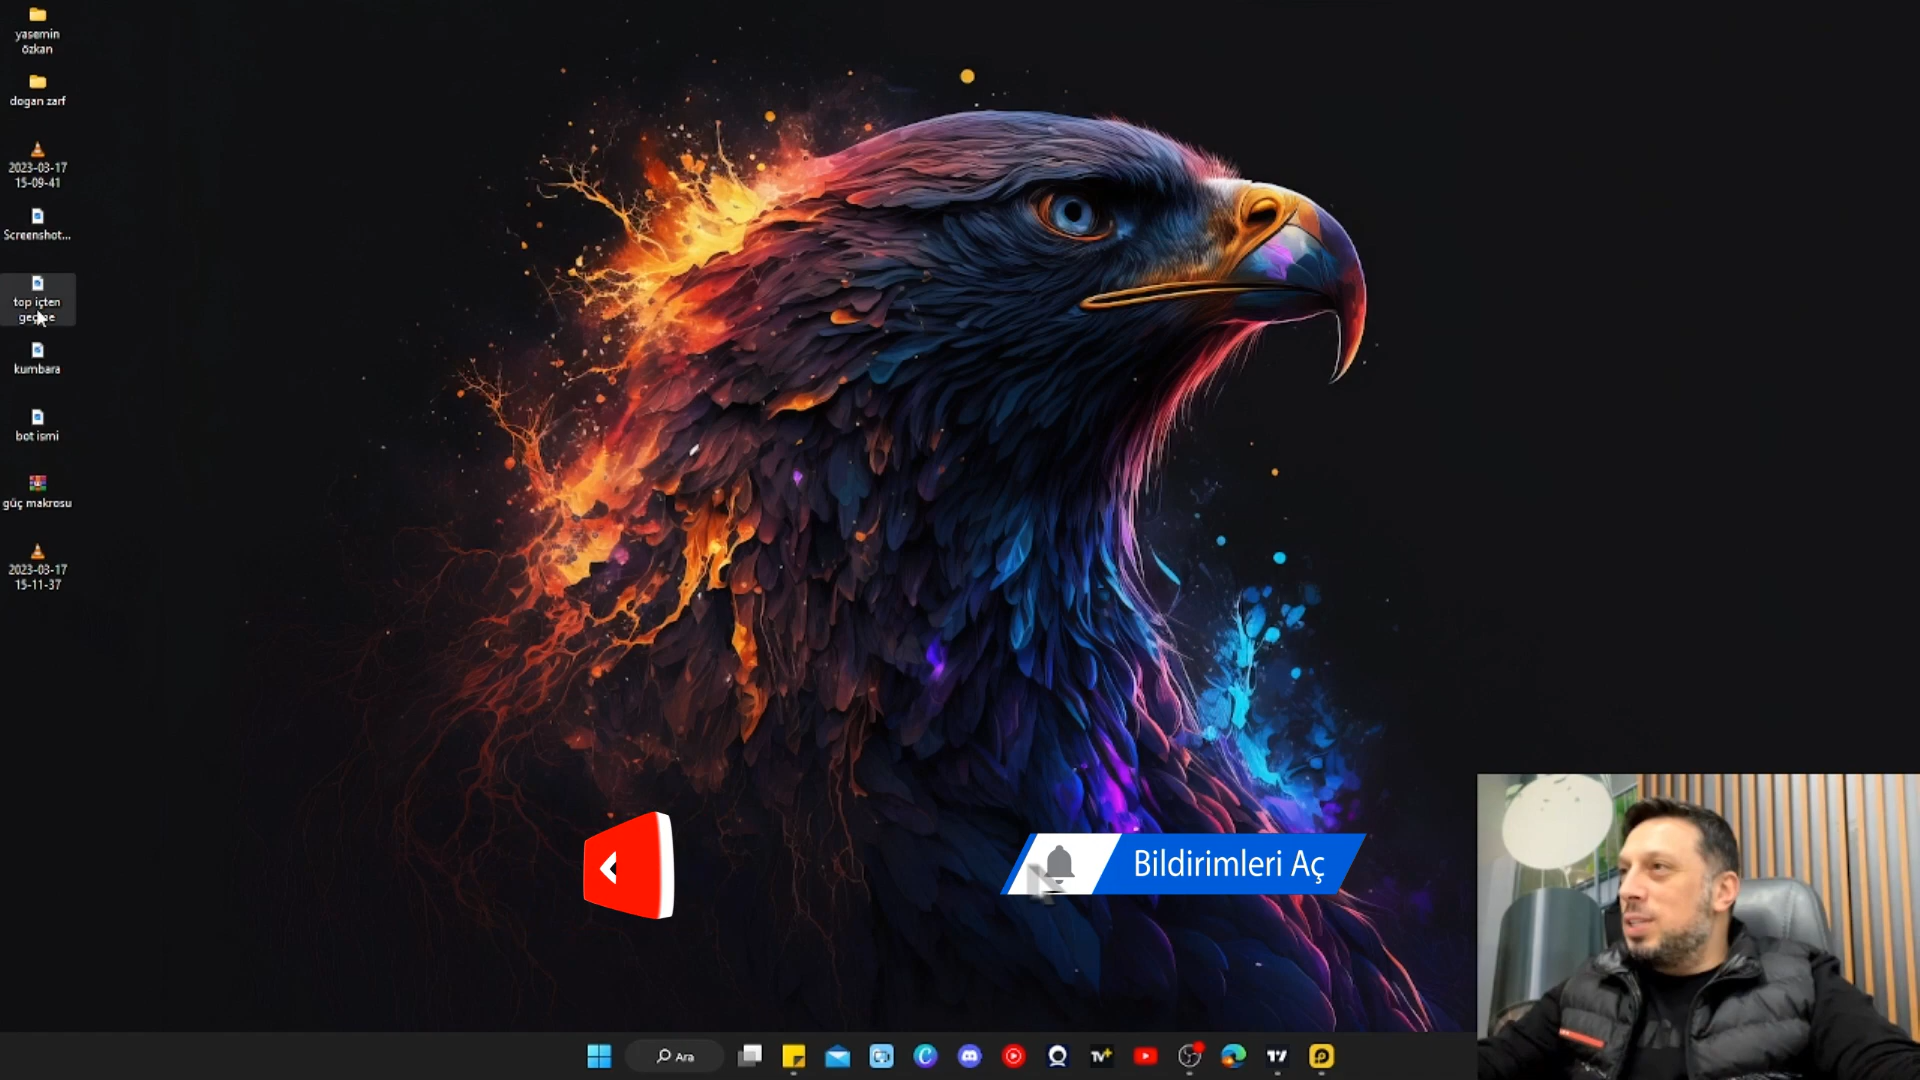 yasemin
özkan
dogan zarf
2023-03-17
15-09-41
Screenshot...
top içten
kumbara
bot ismi
güç makrosu
2023-03-17
15-11-37
Bildirimleri Aç
Ara
TV+